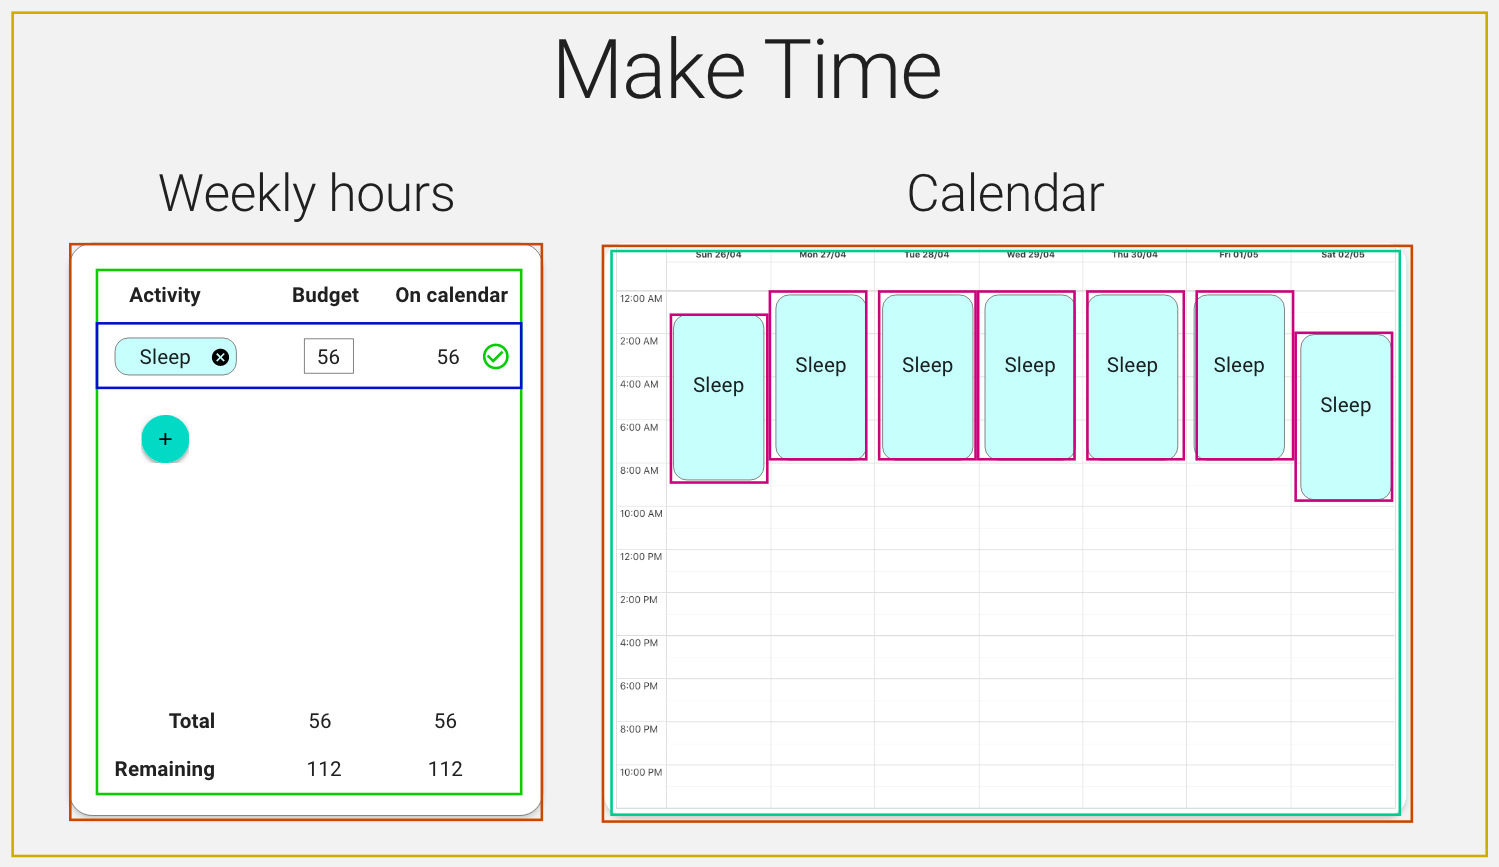 Make Time
Weekly hours
Activity Budget On calendar
Sleep 56 56
+
Total 56 56
Remaining 112 112
Calendar
Sun 26/04 Mon 27/04 Tue 28/04 Wed 29/04 Thu 30/04 Fri 01/05 Sat 02/05
12:00 AM
2:00 AM
4:00 AM
6:00 AM
8:00 AM
10:00 AM
12:00 PM
2:00 PM
4:00 PM
6:00 PM
8:00 PM
10:00 PM
Sleep Sleep Sleep Sleep Sleep Sleep Sleep